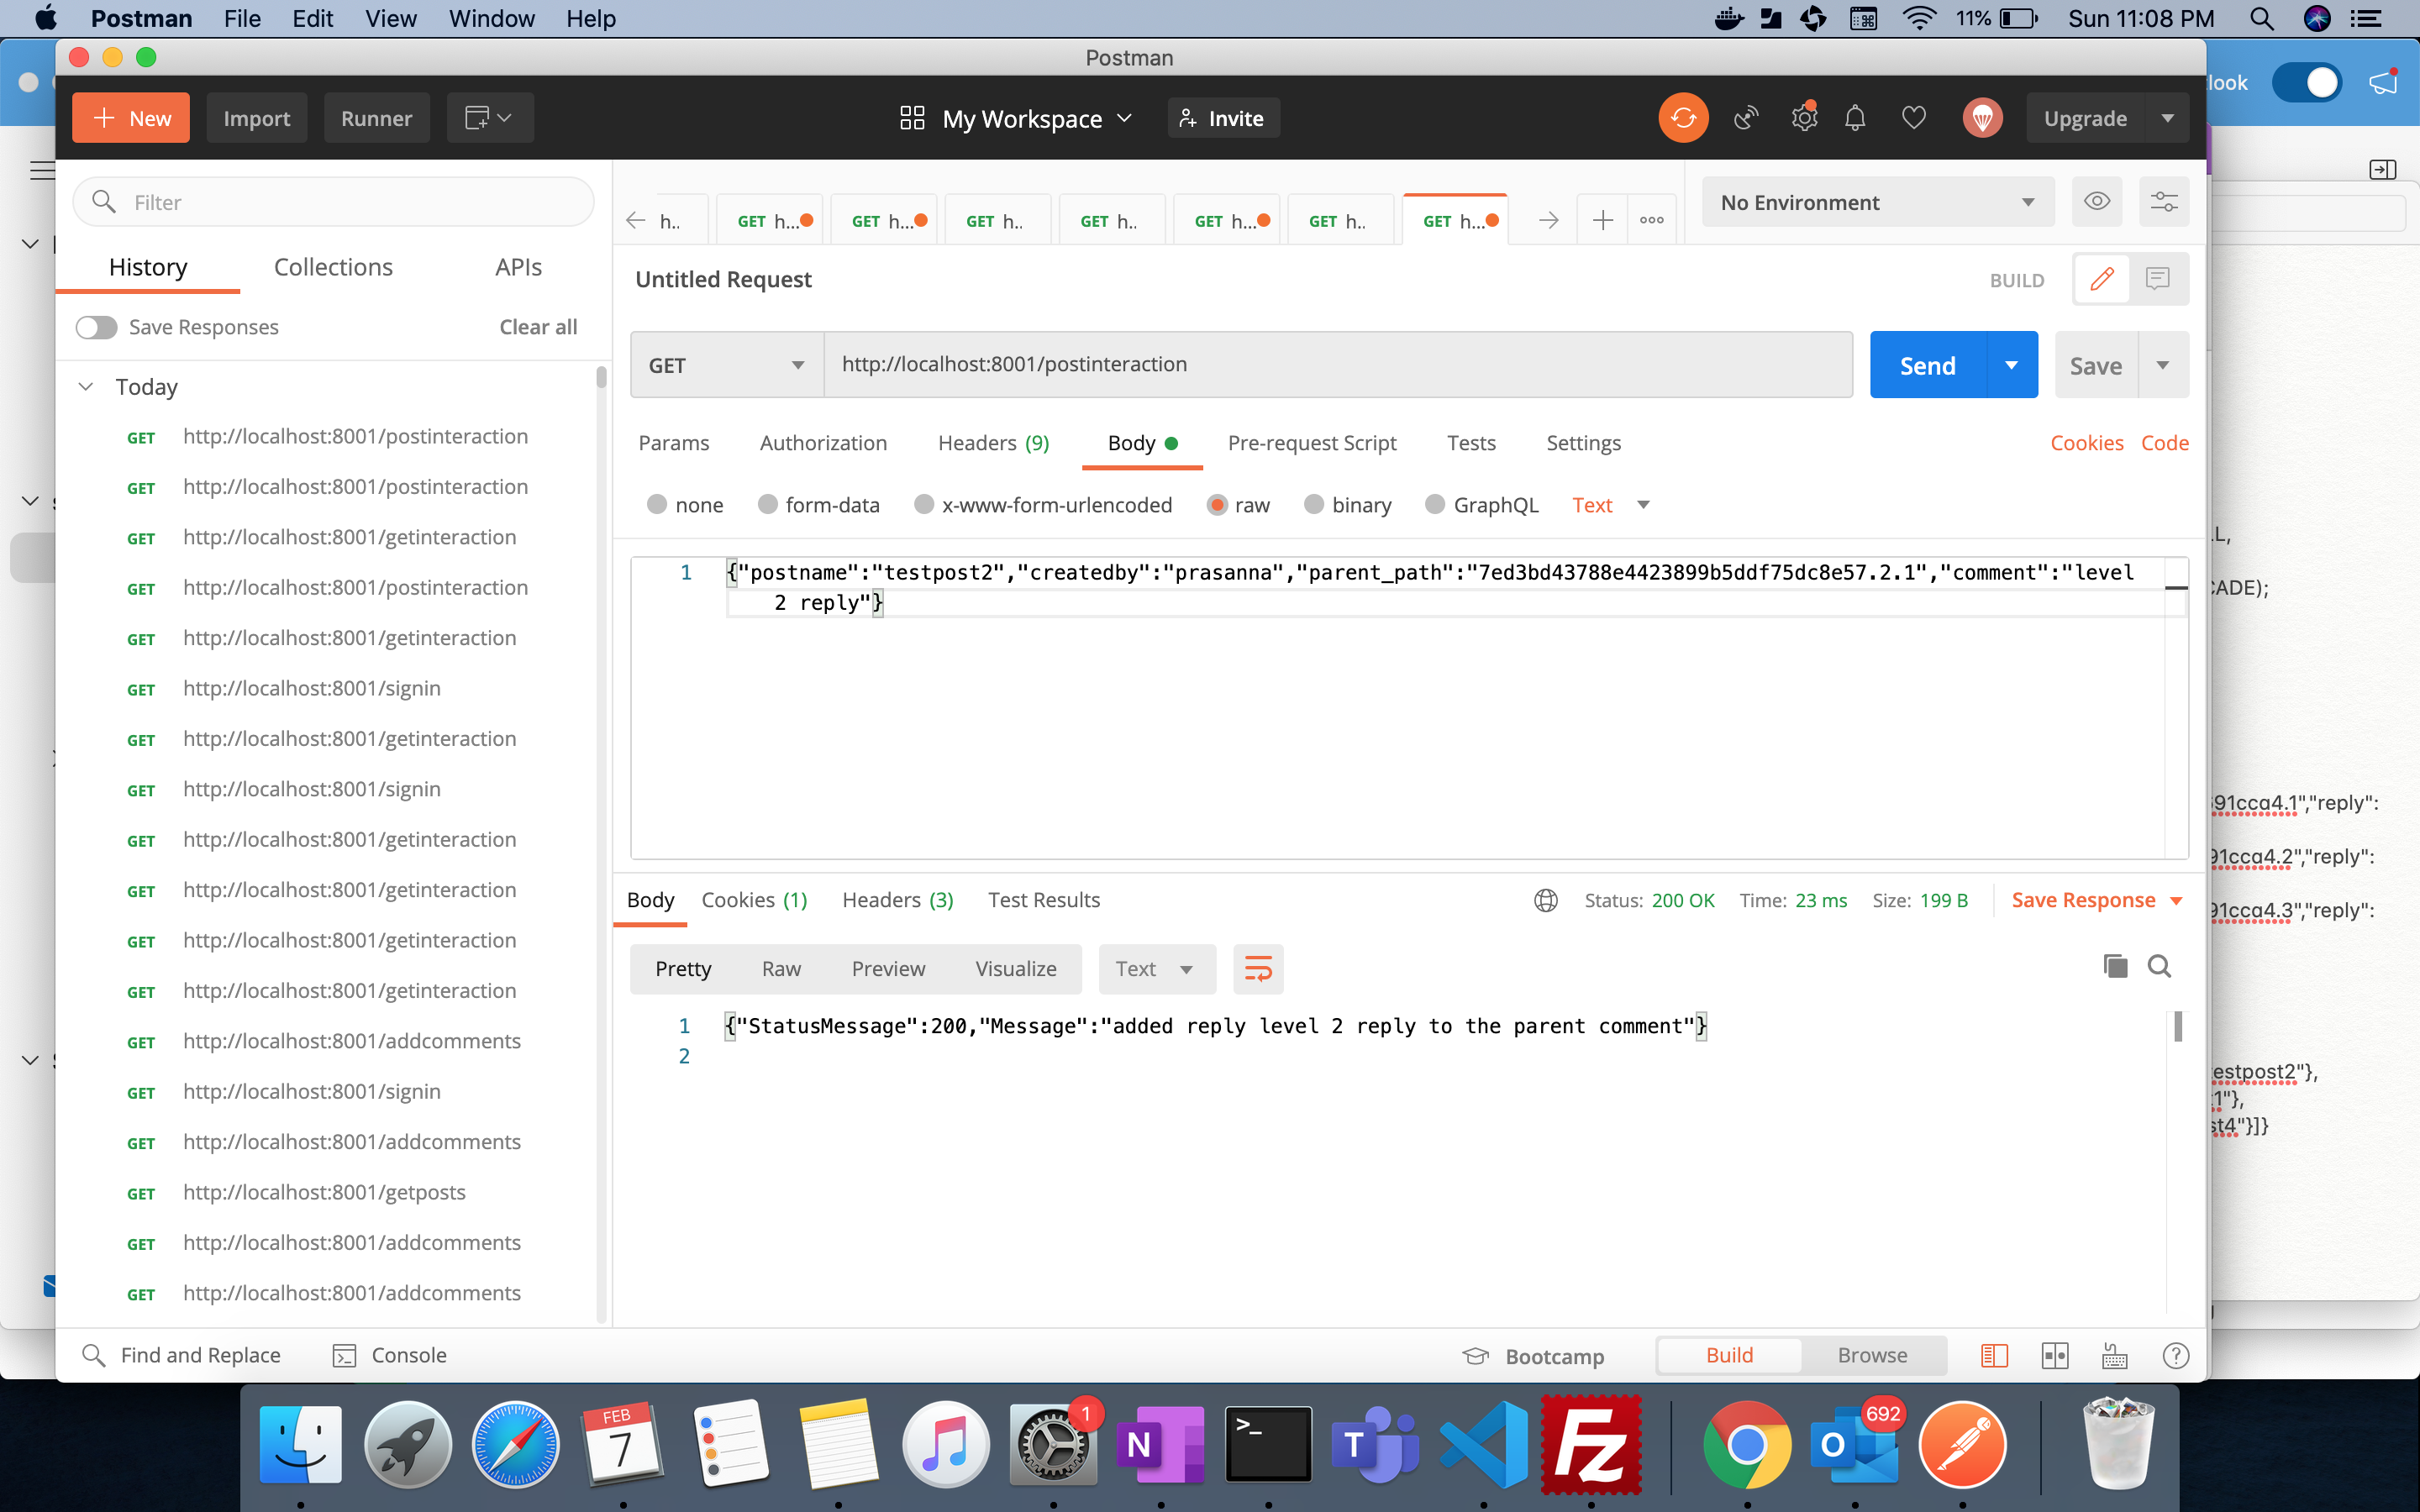 Postman File Edit View Window Help 11% Sun 11:08 PM
Postman
look
New Import Runner My Workspace Invite Upgrade
Filter
h.. GET h... GET h... GET h.. GET h.. GET h... GET h.. GET h...
No Environment
History Collections APIs
Untitled Request BUILD
Save Responses Clear all
GET http://localhost:8001/postinteraction Send Save
Today
GET http://localhost:8001/postinteraction
GET http://localhost:8001/postinteraction
GET http://localhost:8001/getinteraction
GET http://localhost:8001/postinteraction
GET http://localhost:8001/getinteraction
GET http://localhost:8001/signin
GET http://localhost:8001/getinteraction
GET http://localhost:8001/signin
GET http://localhost:8001/getinteraction
GET http://localhost:8001/getinteraction
GET http://localhost:8001/getinteraction
GET http://localhost:8001/getinteraction
GET http://localhost:8001/addcomments
GET http://localhost:8001/signin
GET http://localhost:8001/addcomments
GET http://localhost:8001/getposts
GET http://localhost:8001/addcomments
GET http://localhost:8001/addcomments
Params Authorization Headers (9) Body Pre-request Script Tests Settings Cookies Code
none form-data x-www-form-urlencoded raw binary GraphQL Text
1 {"postname":"testpost2","createdby":"prasanna","parent_path":"7ed3bd43788e4423899b5ddf75dc8e57.2.1","comment":"level
2 reply"}
Body Cookies (1) Headers (3) Test Results Status: 200 OK Time: 23 ms Size: 199 B Save Response
Pretty Raw Preview Visualize Text
1 {"StatusMessage":200,"Message":"added reply level 2 reply to the parent comment"}
2
L,
CADE);
91cca4.1","reply":
91cca4.2","reply":
91cca4.3","reply":
estpost2"},
1"},
st4"}]}
Find and Replace Console Bootcamp Build Browse
FEB
7
1
N
>_
T
Fz
O
692